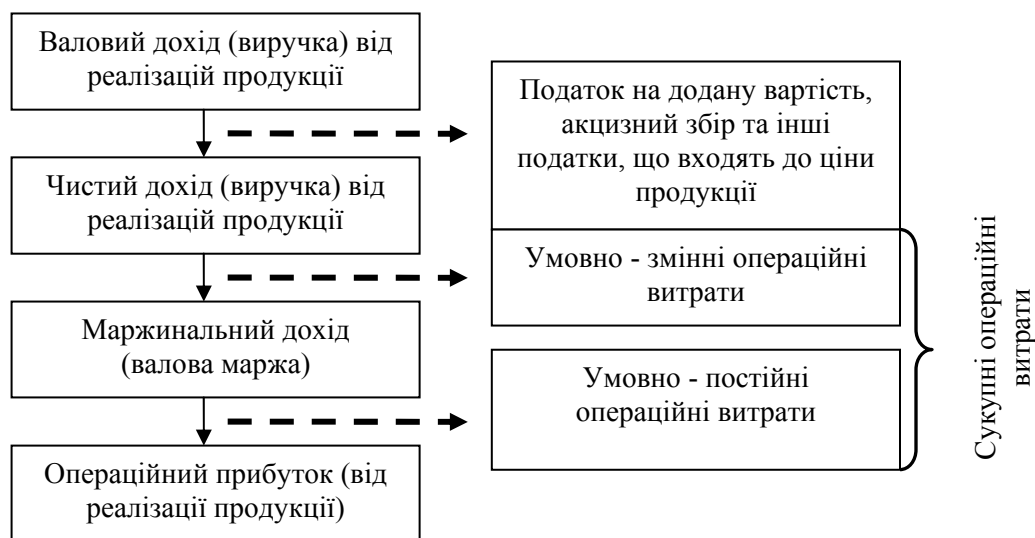 Валовий дохід (виручка) від
реалізацій продукції
Податок на додану вартість,
акцизний збір та інші
податки, що входять до ціни
продукції
Чистий дохід (виручка) від
реалізацій продукції
Умовно - змінні операційні
витрати
Маржинальний дохід
(валова маржа)
Умовно - постійні
операційні витрати
Операційний прибуток (від
реалізації продукції)
Сукупні операційні
витрати